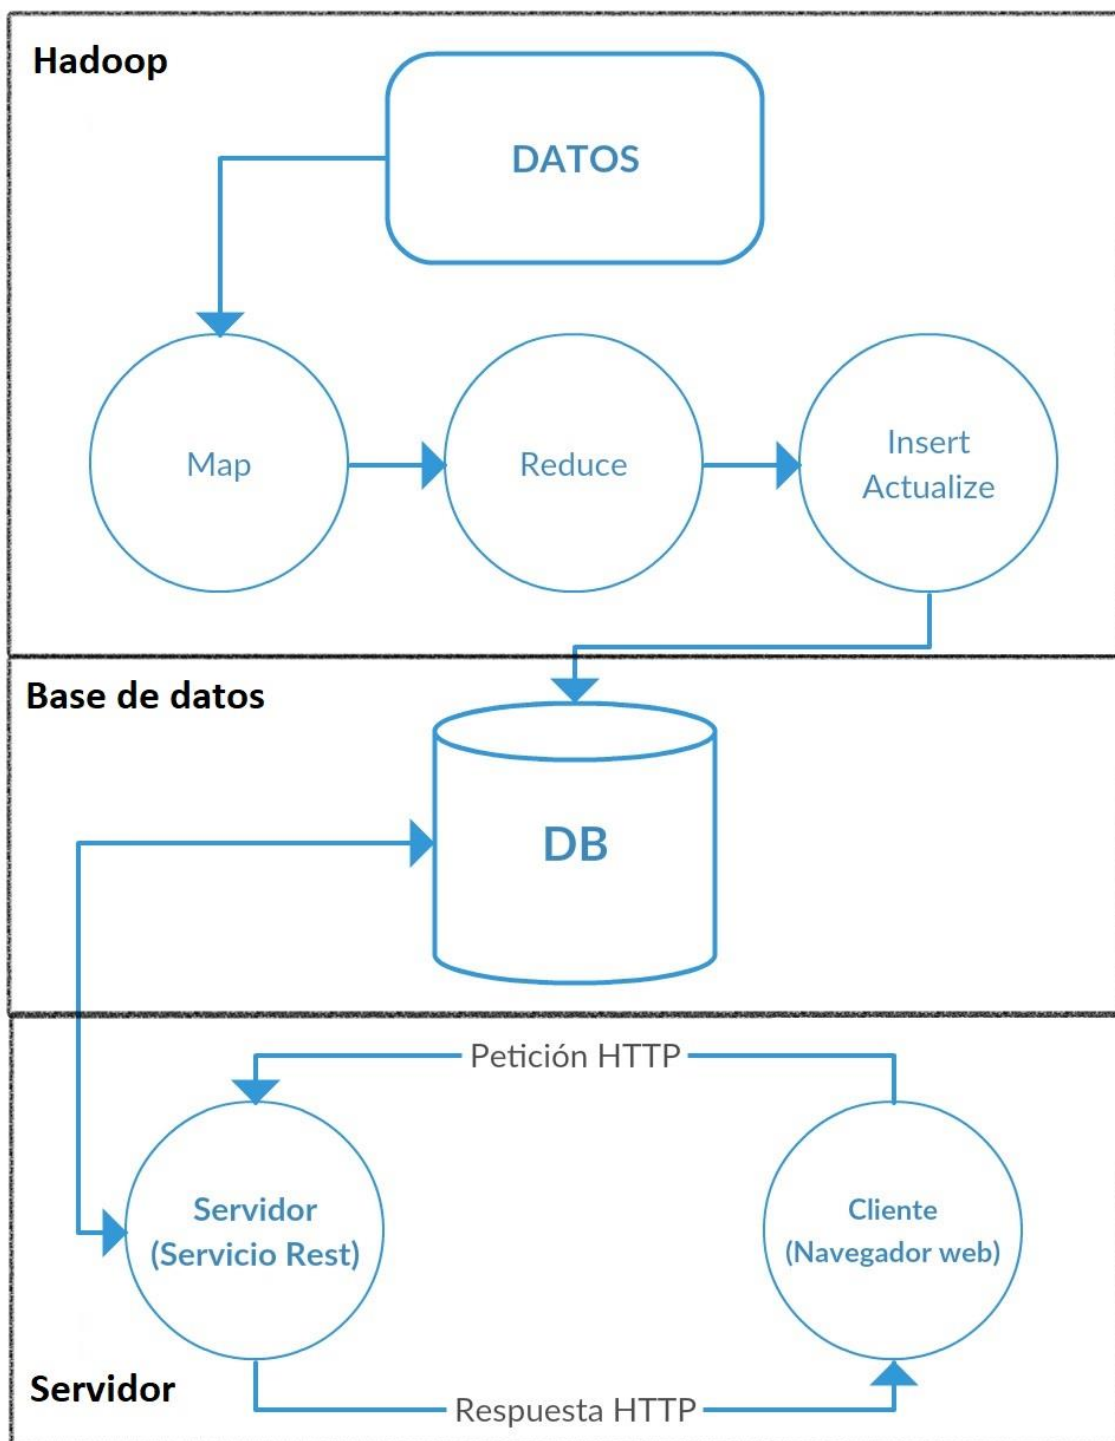 Hadoop
DATOS
Map
Reduce
Insert
Actualize
Base de datos
DB
Petición HTTP
Servidor
(Servicio Rest)
Cliente
(Navegador web)
Servidor
Respuesta HTTP